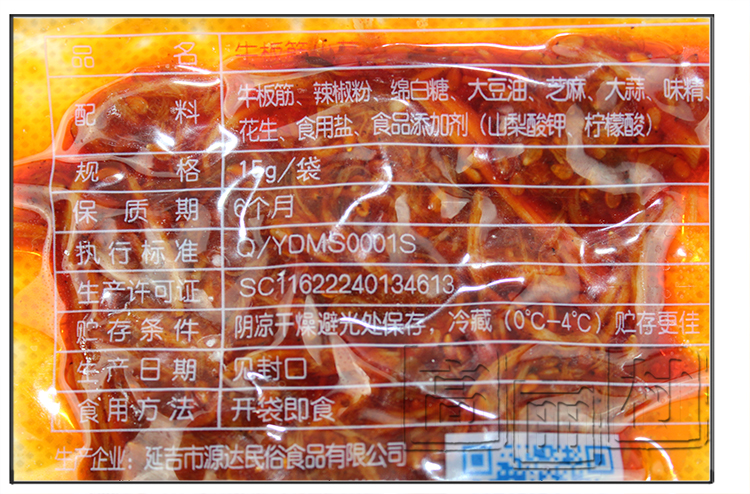 品名 牛板筋
配料 牛板筋、辣椒粉、绵白糖、大豆油、芝麻、大蒜、味精、
花生、食用盐、食品添加剂（山梨酸钾、柠檬酸）
规格 15g/袋
保质期 6个月
执行标准 Q/YDMS0001S
生产许可证 SC11622240134613
贮存条件 阴凉干燥避光处保存，冷藏（0℃-4℃）贮存更佳
生产日期 见封口
食用方法 开袋即食
生产企业：延吉市源达民俗食品有限公司